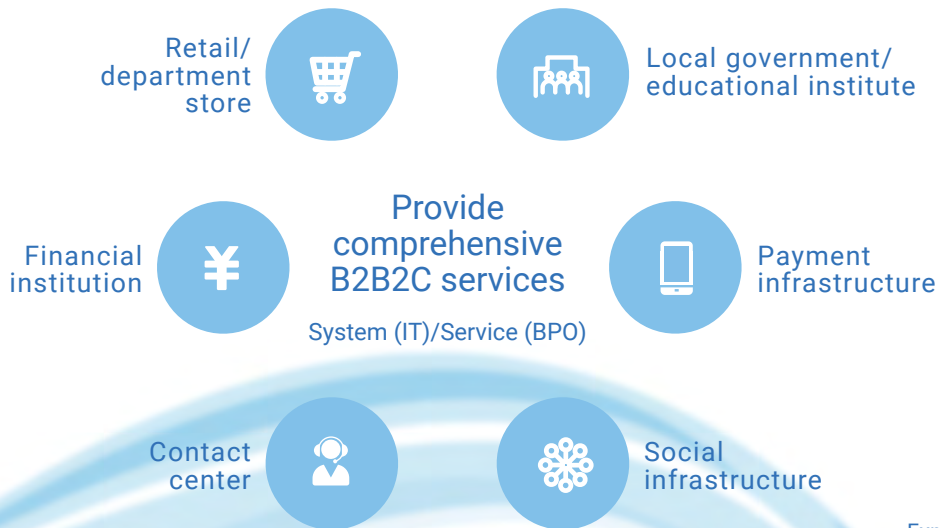 Retail/
department
store
Local government/
educational institute
Provide
comprehensive
B2B2C services
System (IT)/Service (BPO)
Financial
institution
¥
Payment
infrastructure
Contact
center
Social
infrastructure